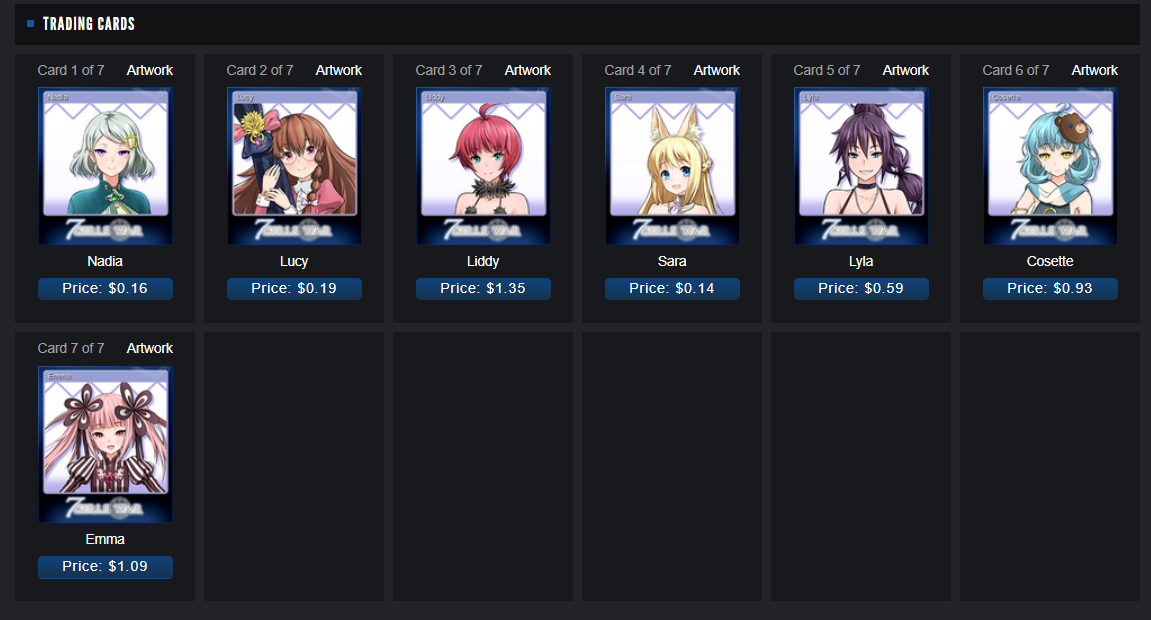 TRADING CARDS
Card 1 of 7 Artwork
Nadia
7 GIRLS WAR
Nadia
Price: $0.16
Card 2 of 7 Artwork
Lucy
7 GIRLS WAR
Lucy
Price: $0.19
Card 3 of 7 Artwork
Liddy
7 GIRLS WAR
Liddy
Price: $1.35
Card 4 of 7 Artwork
Sara
7 GIRLS WAR
Sara
Price: $0.14
Card 5 of 7 Artwork
Lyla
7 GIRLS WAR
Lyla
Price: $0.59
Card 6 of 7 Artwork
Cosette
7 GIRLS WAR
Cosette
Price: $0.93
Card 7 of 7 Artwork
Emma
7 GIRLS WAR
Emma
Price: $1.09